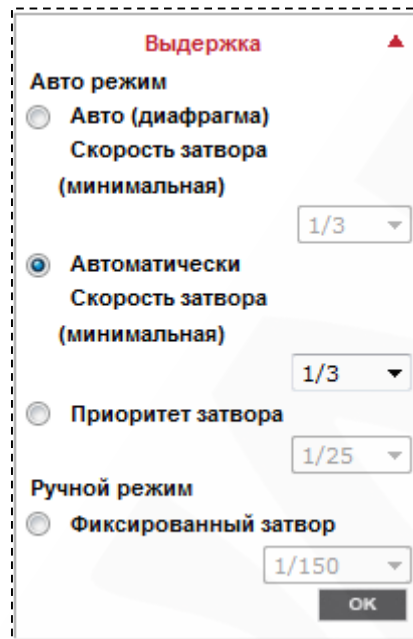 Выдержка
Авто режим
Авто (диафрагма)
Скорость затвора
(минимальная)
1/3
Автоматически
Скорость затвора
(минимальная)
1/3
Приоритет затвора
1/25
Ручной режим
Фиксированный затвор
1/150
ОК